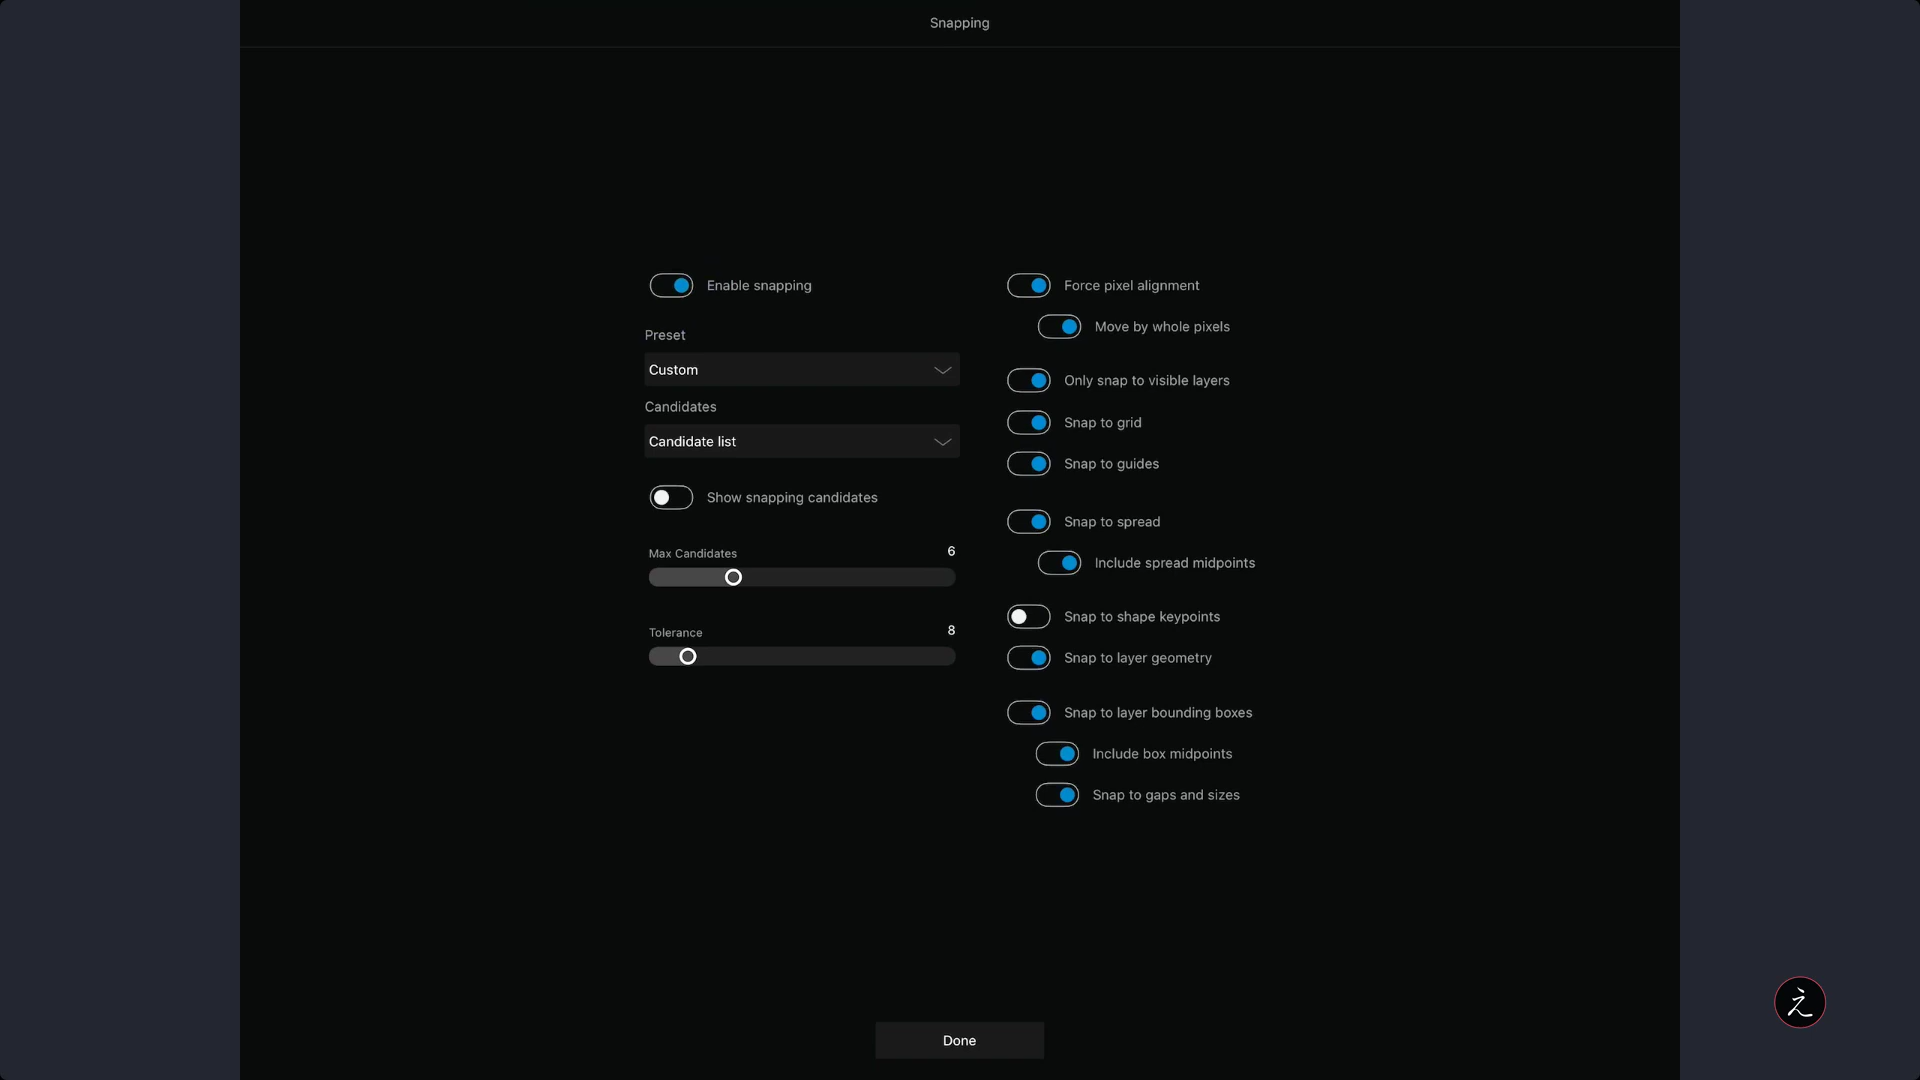 Snapping
Enable snapping
Preset
Custom
Candidates
Candidate list
Show snapping candidates
Max Candidates 6
Tolerance 8
Force pixel alignment
Move by whole pixels
Only snap to visible layers
Snap to grid
Snap to guides
Snap to spread
Include spread midpoints
Snap to shape keypoints
Snap to layer geometry
Snap to layer bounding boxes
Include box midpoints
Snap to gaps and sizes
Done
え